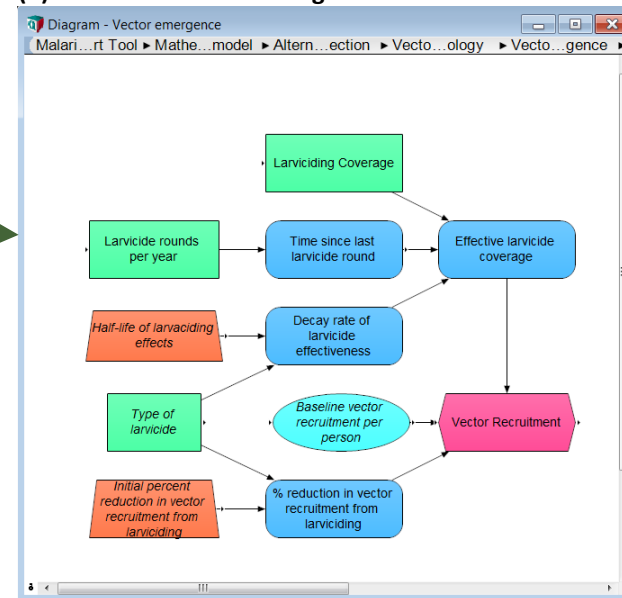 Diagram - Vector emergence
Malari...rt Tool ► Mathe...model ► Altern...ection ► Vecto...ology ► Vecto...gence ►
Larviciding Coverage
Larvicide rounds
per year
Time since last
larvicide round
Effective larvicide
coverage
Half-life of larvaciding
effects
Decay rate of
larvicide
effectiveness
Type of
larvicide
Baseline vector
recruitment per
person
Vector Recruitment
Initial percent
reduction in vector
recruitment from
larviciding
% reduction in vector
recruitment from
larviciding